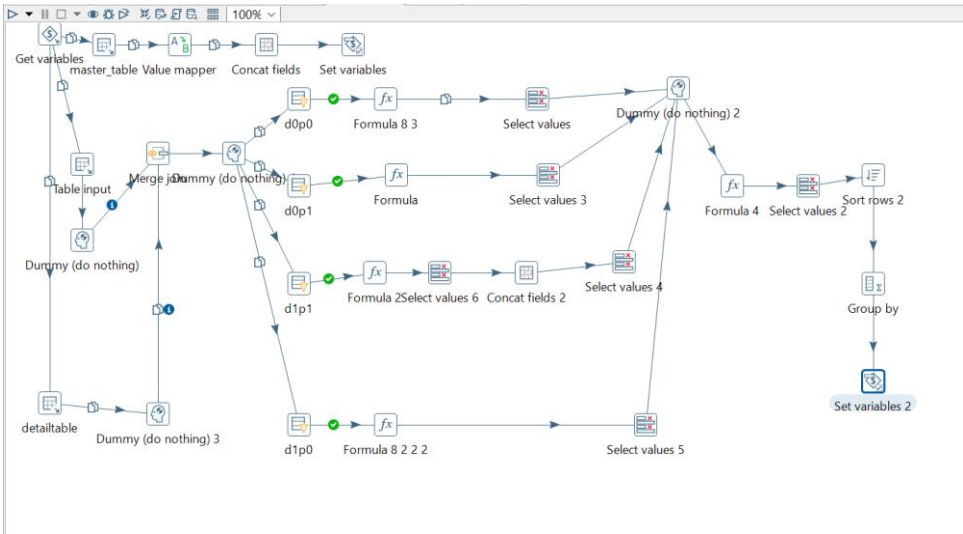 100%
Get variables
master_table
Value mapper
Concat fields
Set variables
d0p0
Formula 8 3
Select values
Dummy (do nothing) 2
Table input
Merge join
Dummy (do nothing)
d0p1
Formula
Select values 3
Formula 4
Select values 2
Sort rows 2
Dummy (do nothing)
d1p1
Formula 2
Select values 6
Concat fields 2
Select values 4
Group by
detailtable
Dummy (do nothing) 3
d1p0
Formula 8 2 2 2
Select values 5
Set variables 2